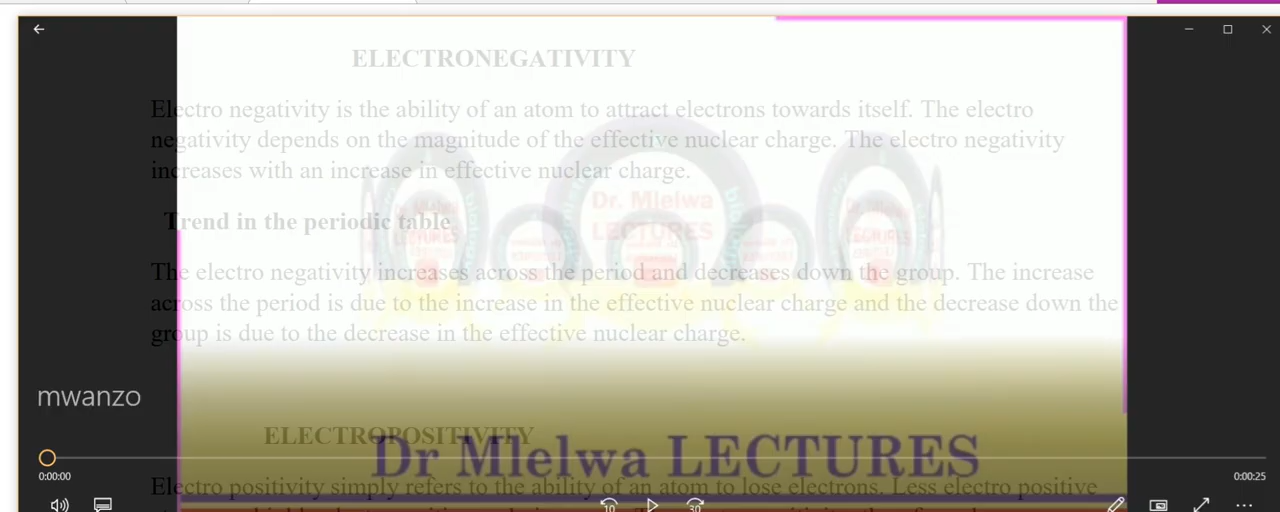 ELECTRONEGATIVITY
Electro negativity is the ability of an atom to attract electrons towards itself. The electro
negativity depends on the magnitude of the effective nuclear charge. The electro negativity
increases with an increase in effective nuclear charge.
Dr. Mlelwa
LECTURES
Trend in the periodic table
The electro negativity increases across the period and decreases down the group. The increase
across the period is due to the increase in the effective nuclear charge and the decrease down the
group is due to the decrease in the effective nuclear charge.
mwanzo
ELECTROPOSITIVITY
Dr Mlelwa LECTURES
0:00:00
0:00:25
Electro positivity simply refers to the ability of an atom to lose electrons. Less electro positive
10
30